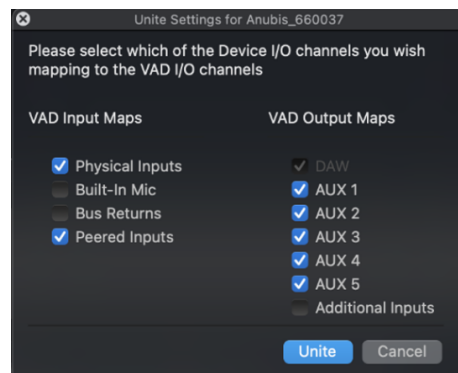 Unite Settings for Anubis_660037
Please select which of the Device I/O channels you wish
mapping to the VAD I/O channels
VAD Input Maps
VAD Output Maps
Physical Inputs
Built-In Mic
Bus Returns
Peered Inputs
DAW
AUX 1
AUX 2
AUX 3
AUX 4
AUX 5
Additional Inputs
Unite
Cancel